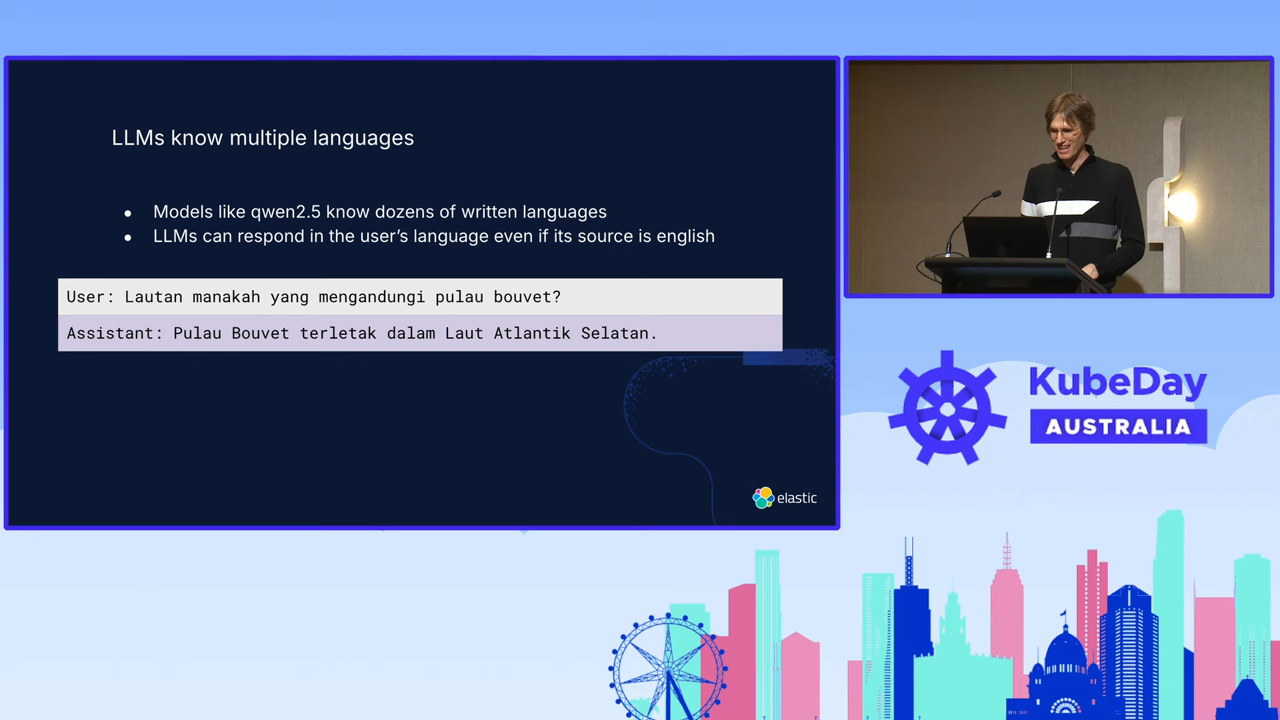 LLMs know multiple languages
● Models like qwen2.5 know dozens of written languages
● LLMs can respond in the user’s language even if its source is english
User: Lautan manakah yang mengandungi pulau bouvet?
Assistant: Pulau Bouvet terletak dalam Laut Atlantik Selatan.
elastic
KubeDay
AUSTRALIA